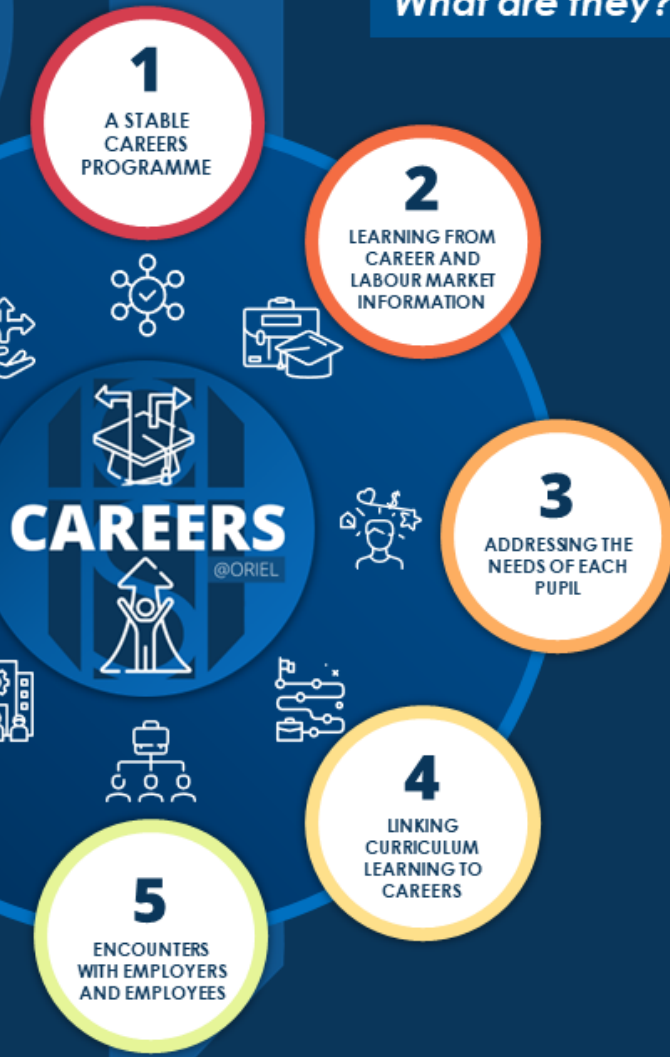 What are they?
1
A STABLE
CAREERS
PROGRAMME
2
LEARNING FROM
CAREER AND
LABOUR MARKET
INFORMATION
3
ADDRESSING THE
NEEDS OF EACH
PUPIL
CAREERS
@ORIEL
4
LINKING
CURRICULUM
LEARNING TO
CAREERS
5
ENCOUNTERS
WITH EMPLOYERS
AND EMPLOYEES